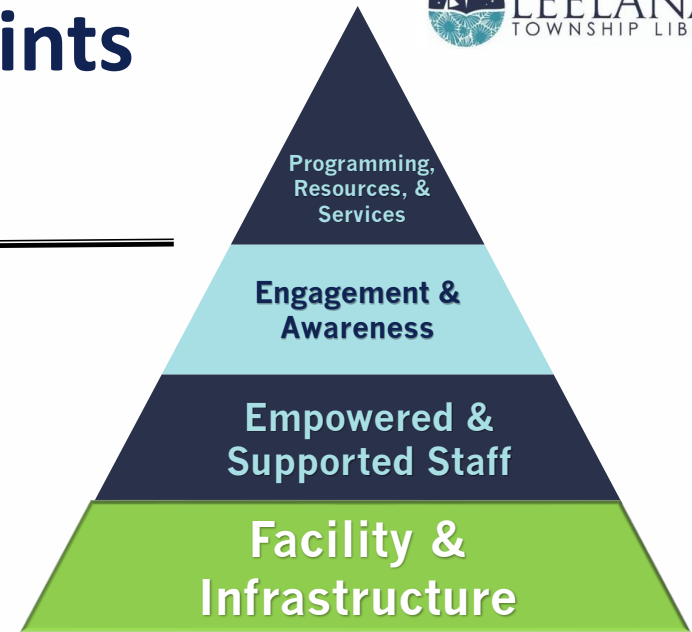 ints
TOWNSHIP LIB
Programming,
Resources, &
Services
Engagement &
Awareness
Empowered &
Supported Staff
Facility &
Infrastructure